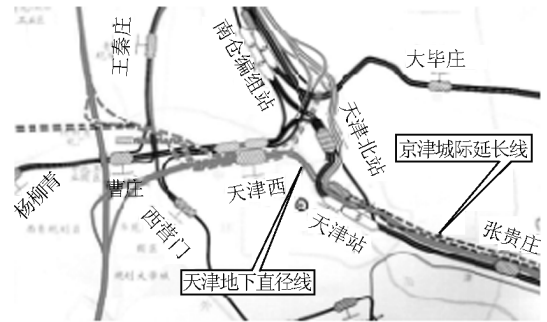 王秦庄
南仓编组站
大毕庄
天津北站
京津城际延长线
杨柳青
曹庄
西营门
天津西
天津站
张贵庄
天津地下直径线